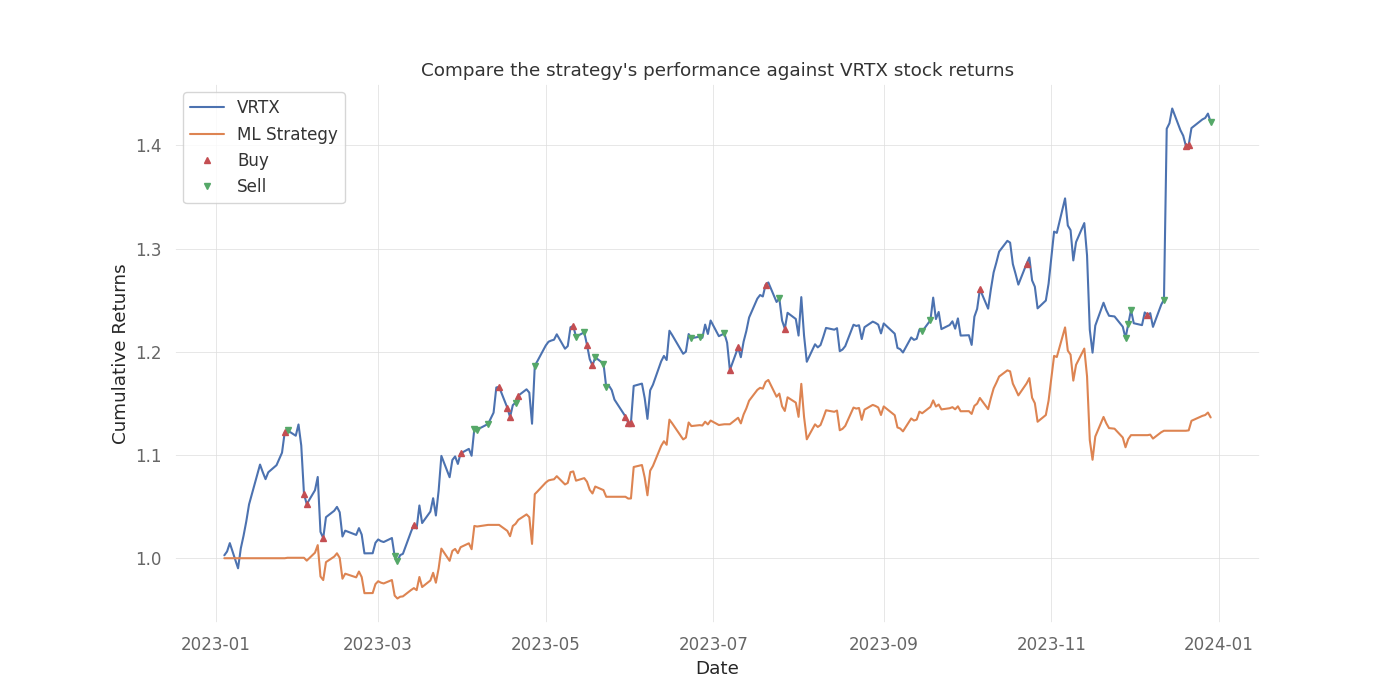 Compare the strategy's performance against VRTX stock returns
VRTX
ML Strategy
Buy
Sell
1.4
1.3
1.2
1.1
1.0
Cumulative Returns
2023-01 2023-03 2023-05 2023-07 2023-09 2023-11 2024-01
Date